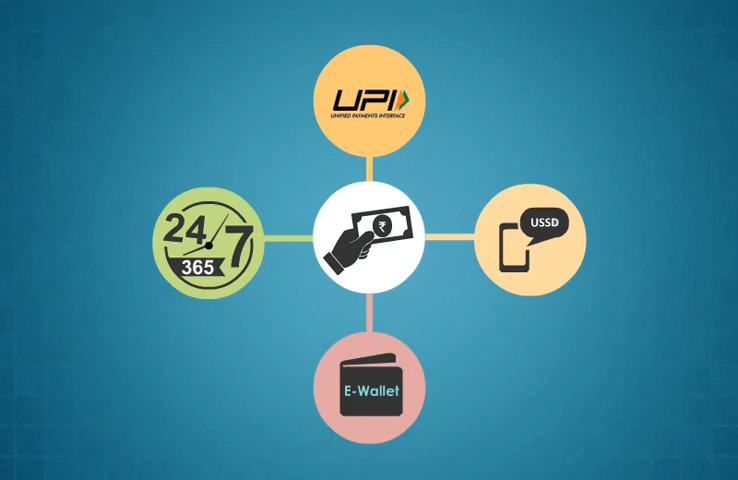 UPI
UNIFIED PAYMENTS INTERFACE
24
7
365
₹
USSD
E-Wallet